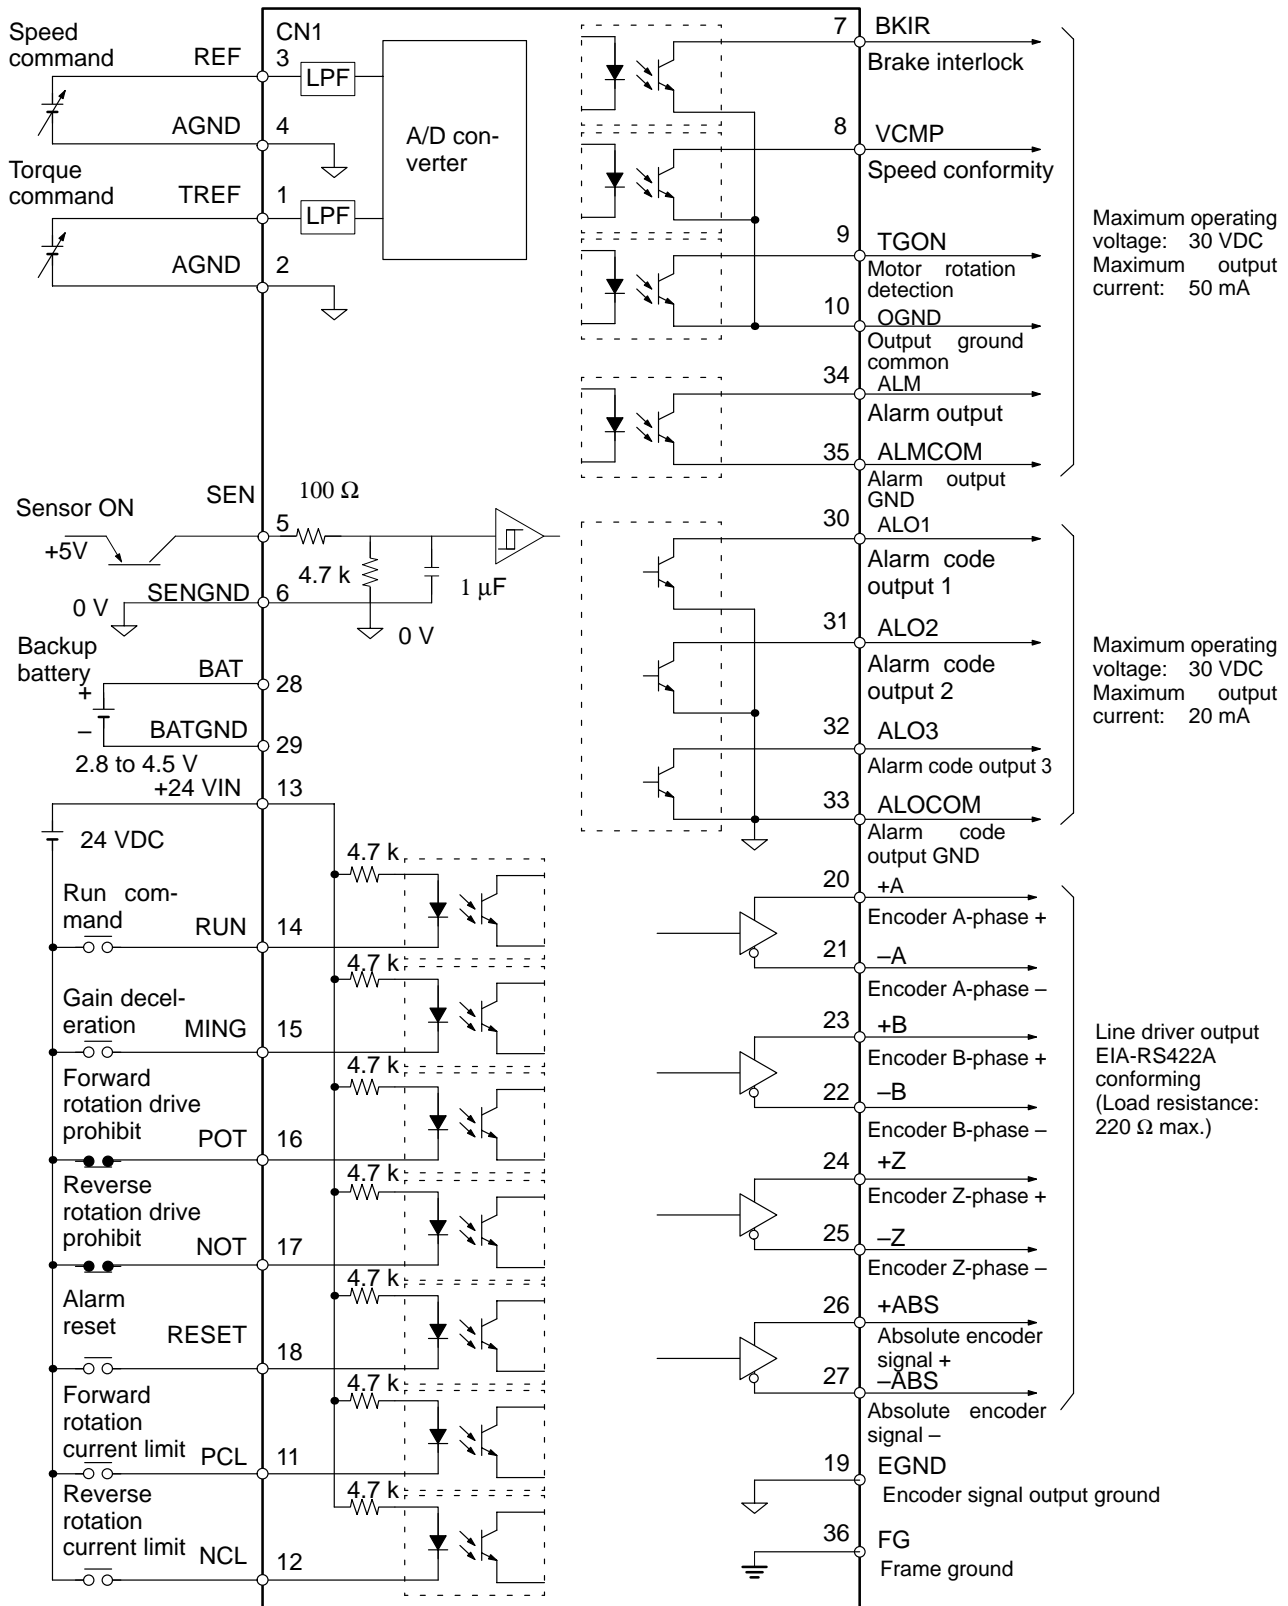 CN1
Speed
command
REF
3
LPF
AGND
4
A/D con-
verter
Torque
command
TREF
1
LPF
AGND
2
SEN
100 Ω
Sensor ON
5
+5V
4.7 k
1 µF
SENGND
6
0 V
0 V
Backup
battery
BAT
+
28
BATGND
–
29
2.8 to 4.5 V
+24 VIN
13
24 VDC
4.7 k
Run com-
mand
RUN
14
4.7 k
Gain decel-
eration
MING
15
4.7 k
Forward
rotation drive
prohibit
POT
16
4.7 k
Reverse
rotation drive
prohibit
NOT
17
4.7 k
Alarm
reset
RESET
18
4.7 k
Forward
rotation
current limit
PCL
11
4.7 k
Reverse
rotation
current limit
NCL
12
7
BKIR
Brake interlock
8
VCMP
Speed conformity
9
TGON
Motor rotation
detection
10
OGND
Output ground
common
34
ALM
Alarm output
35
ALMCOM
Alarm output
GND
Maximum operating
voltage: 30 VDC
Maximum output
current: 50 mA
30
ALO1
Alarm code
output 1
31
ALO2
Alarm code
output 2
32
ALO3
Alarm code output 3
33
ALOCOM
Alarm code
output GND
Maximum operating
voltage: 30 VDC
Maximum output
current: 20 mA
20
+A
Encoder A-phase +
21
–A
Encoder A-phase –
23
+B
Encoder B-phase +
22
–B
Encoder B-phase –
24
+Z
Encoder Z-phase +
25
–Z
Encoder Z-phase –
26
+ABS
Absolute encoder
signal +
27
–ABS
Absolute encoder
signal –
Line driver output
EIA-RS422A
conforming
(Load resistance:
220 Ω max.)
19
EGND
Encoder signal output ground
36
FG
Frame ground